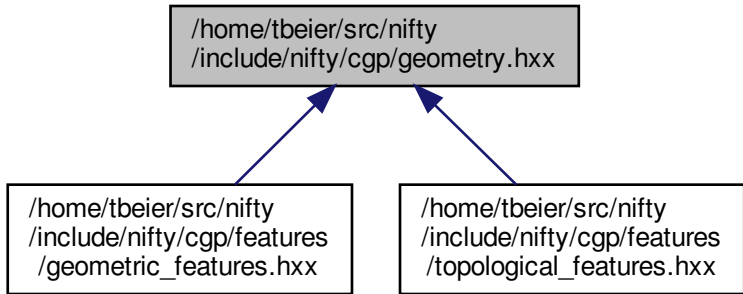 /home/tbeier/src/nifty
/include/nifty/cgp/geometry.hxx
/home/tbeier/src/nifty
/include/nifty/cgp/features
/geometric_features.hxx
/home/tbeier/src/nifty
/include/nifty/cgp/features
/topological_features.hxx